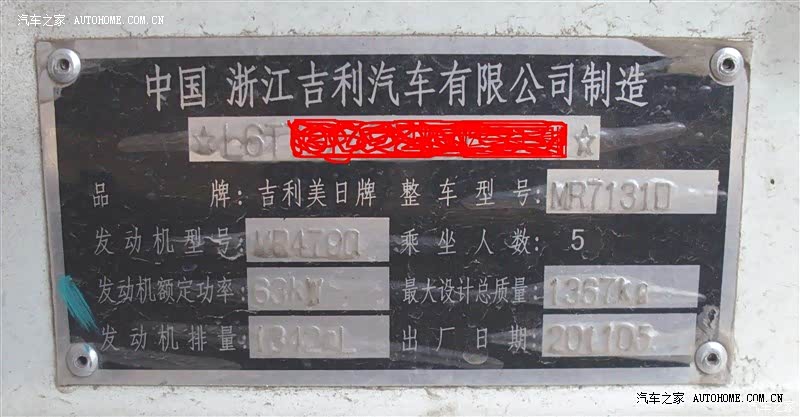 汽车之家 AUTOHOME.COM.CN
中国 浙江吉利汽车有限公司制造
☆L6T ☆
品牌: 吉利美日牌 整车型号: MR7131D
发动机型号: MR479Q 乘坐人数: 5
发动机额定功率: 63kW 最大设计总质量: 1367kg
发动机排量: 1342 L 出厂日期: 201105
汽车之家 AUTOHOME.COM.CN